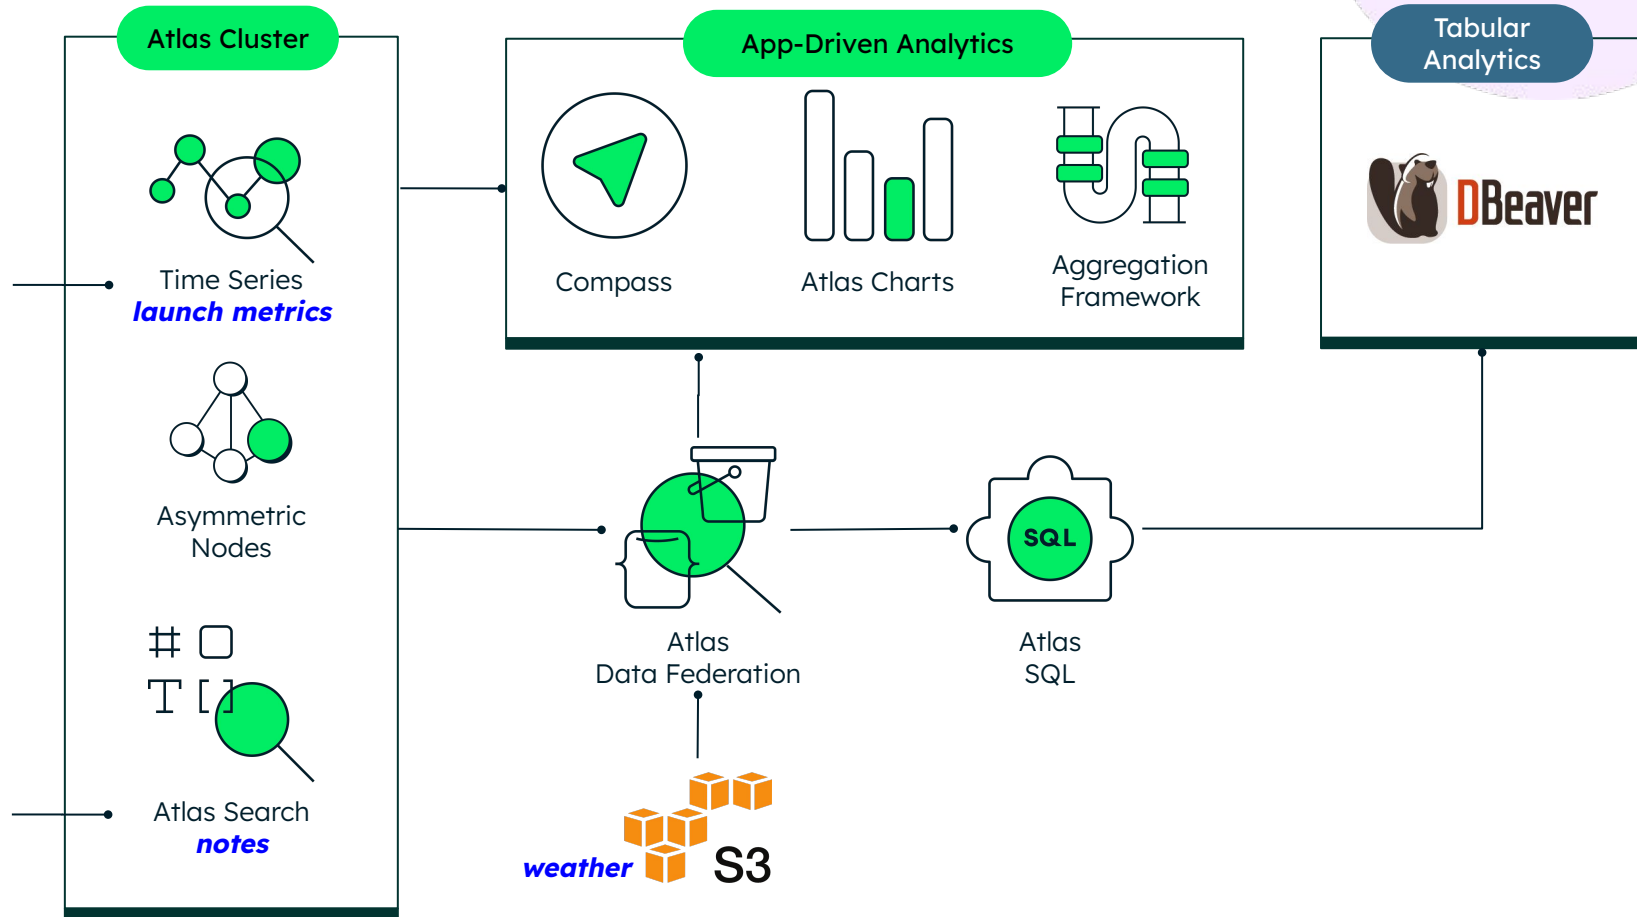 Atlas Cluster
Time Series
launch metrics
Asymmetric
Nodes
#
T [ ]
Atlas Search
notes
App-Driven Analytics
Compass
Atlas Charts
Aggregation
Framework
Tabular
Analytics
DBeaver
{ }
Atlas
Data Federation
SQL
Atlas
SQL
weather
S3